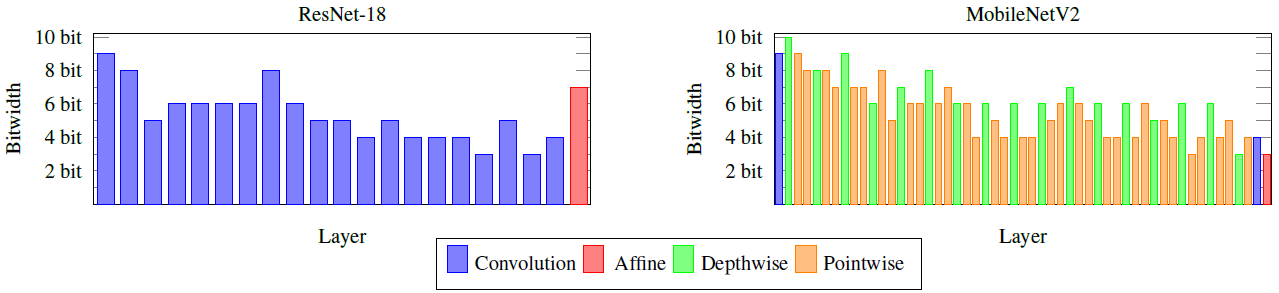 ResNet-18
10 bit
8 bit
6 bit
4 bit
2 bit
Bitwidth
Layer
MobileNetV2
10 bit
8 bit
6 bit
4 bit
2 bit
Bitwidth
Layer
Convolution Affine Depthwise Pointwise